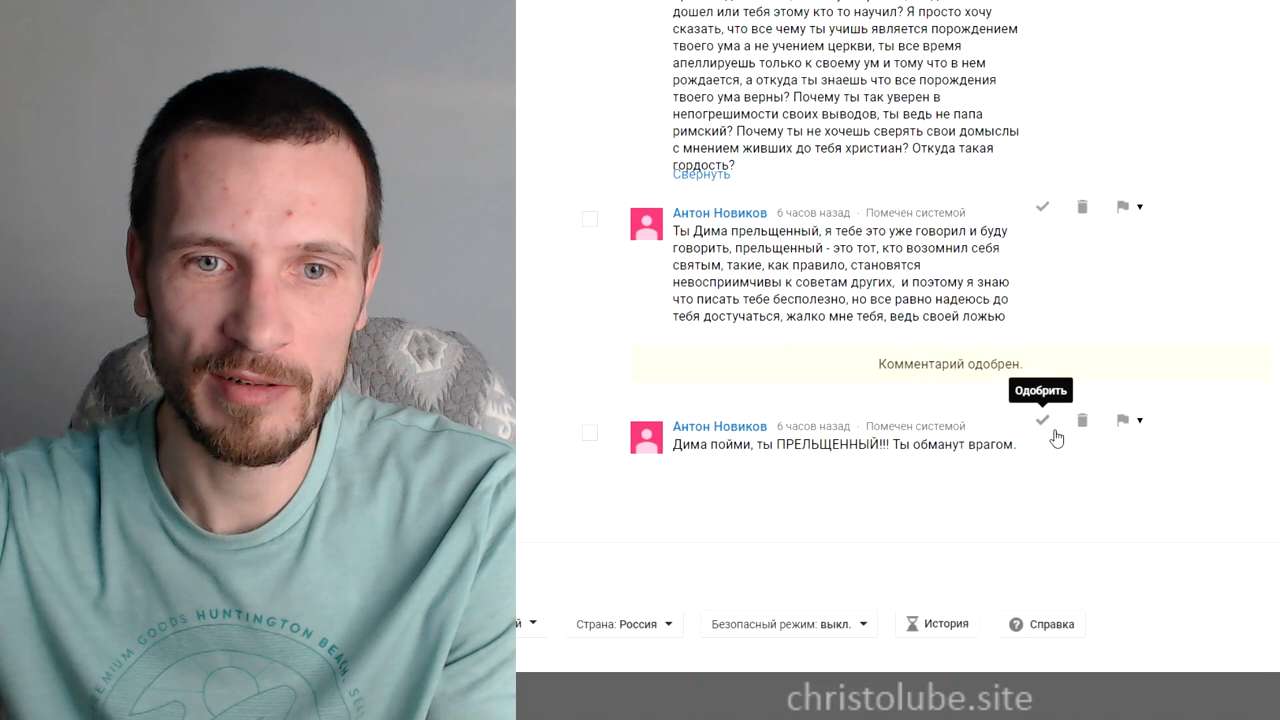 дошел или тебя этому кто то научил? Я просто хочу
сказать, что все чему ты учишь является порождением
твоего ума а не учением церкви, ты все время
апеллируешь только к своему ум и тому что в нем
рождается, а откуда ты знаешь что все порождения
твоего ума верны? Почему ты так уверен в
непогрешимости своих выводов, ты ведь не папа
римский? Почему ты не хочешь сверять свои домыслы
с мнением живших до тебя христиан? Откуда такая
гордость?
Свернуть
Антон Новиков 6 часов назад · Помечен системой
Ты Дима прельщенный, я тебе это уже говорил и буду
говорить, прельщенный - это тот, кто возомнил себя
святым, такие, как правило, становятся
невосприимчивы к советам других, и поэтому я знаю
что писать тебе бесполезно, но все равно надеюсь до
тебя достучаться, жалко мне тебя, ведь своей ложью
Комментарий одобрен.
Одобрить
Антон Новиков 6 часов назад · Помечен системой
Дима пойми, ты ПРЕЛЬЩЕННЫЙ!!! Ты обманут врагом.
й Страна: Россия Безопасный режим: выкл. История Справка
christolube.site
GOODS HUNTINGTON